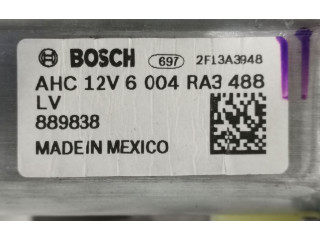 BOSCH 697 2F13A3948
AHC 12V 6 004 RA3 488
LV
889838
MADE IN MEXICO